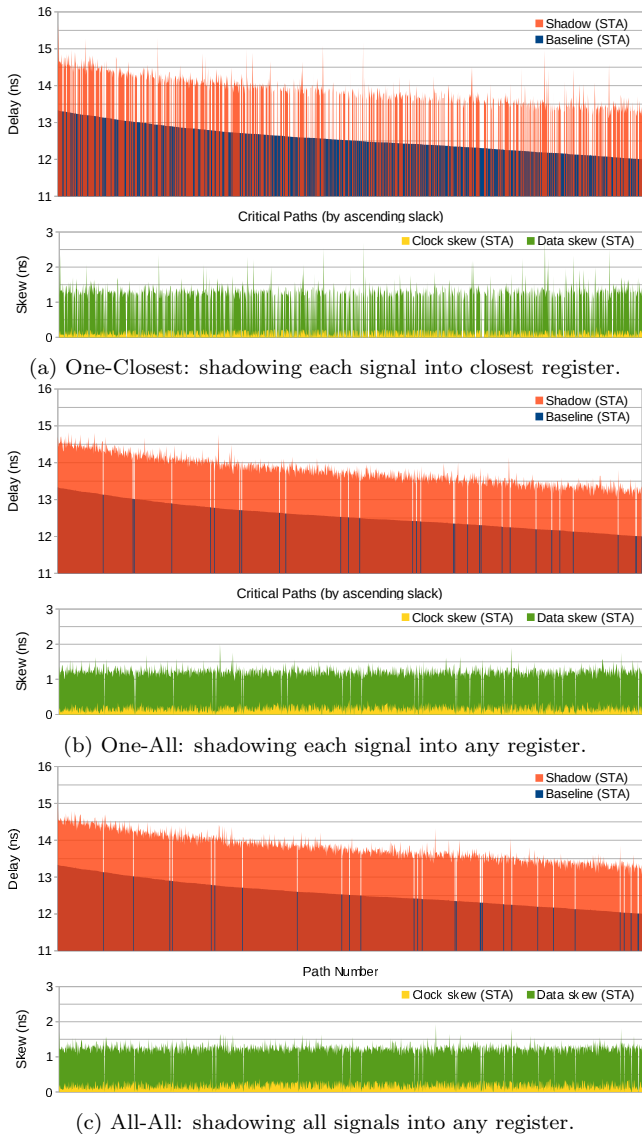 16
15
14
13
12
11
Delay (ns)
Shadow (STA)
Baseline (STA)
Critical Paths (by ascending slack)
3
2
1
0
Skew (ns)
Clock skew (STA) Data skew (STA)
(a) One-Closest: shadowing each signal into closest register.
16
15
14
13
12
11
Delay (ns)
Shadow (STA)
Baseline (STA)
Critical Paths (by ascending slack)
3
2
1
0
Skew (ns)
Clock skew (STA) Data skew (STA)
(b) One-All: shadowing each signal into any register.
16
15
14
13
12
11
Delay (ns)
Shadow (STA)
Baseline (STA)
Path Number
3
2
1
0
Skew (ns)
Clock skew (STA) Data skew (STA)
(c) All-All: shadowing all signals into any register.